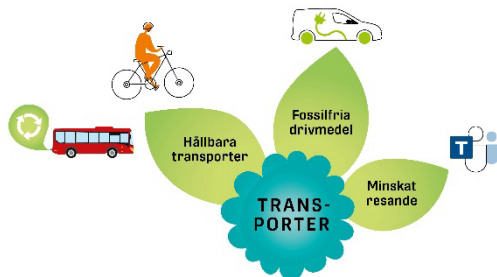 Fossilfria
drivmedel
Hållbara
transporter
Minskat
resande
TRANS-
PORTER
T